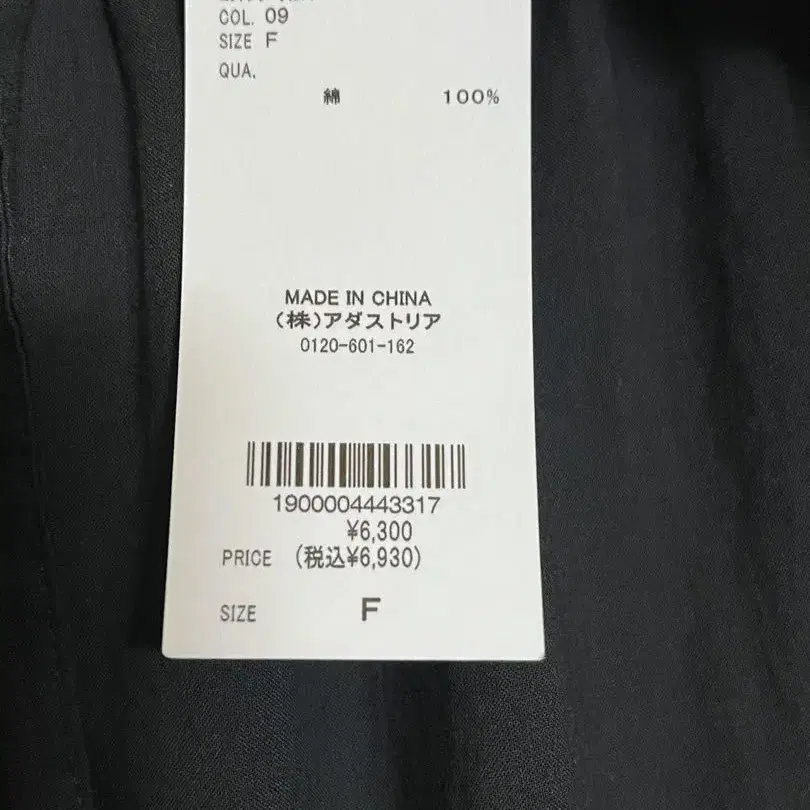 COL. 09
SIZE F
QUA.
綿 100%
MADE IN CHINA
(株)アダストリア
0120-601-162
1900004443317
¥6,300
PRICE (税込¥6,930)
SIZE F